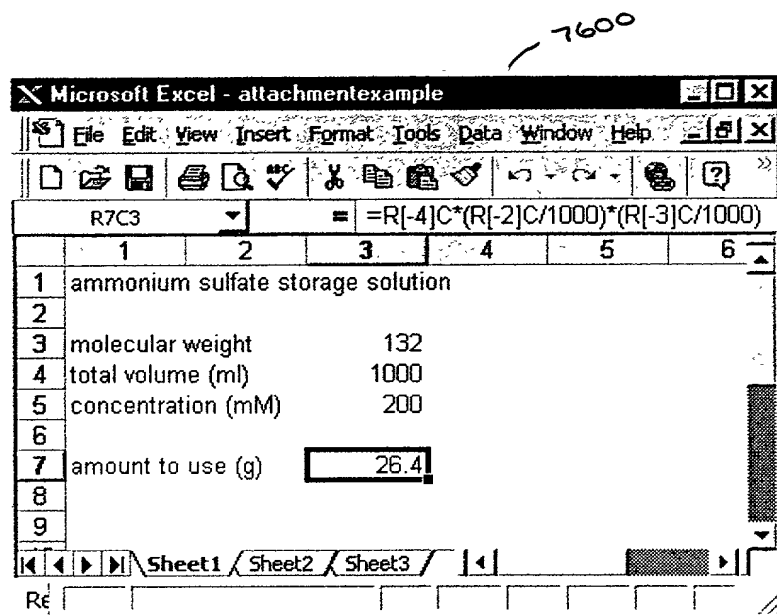 7600
Microsoft Excel - attachmentexample
File Edit View Insert Format Tools Data Window Help
ABC
R7C3 = =R[-4]C*(R[-2]C/1000)*(R[-3]C/1000)
1 2 3 4 5 6
1 ammonium sulfate storage solution
2
3 molecular weight 132
4 total volume (ml) 1000
5 concentration (mM) 200
6
7 amount to use (g) 26.4
8
9
Sheet1 Sheet2 Sheet3